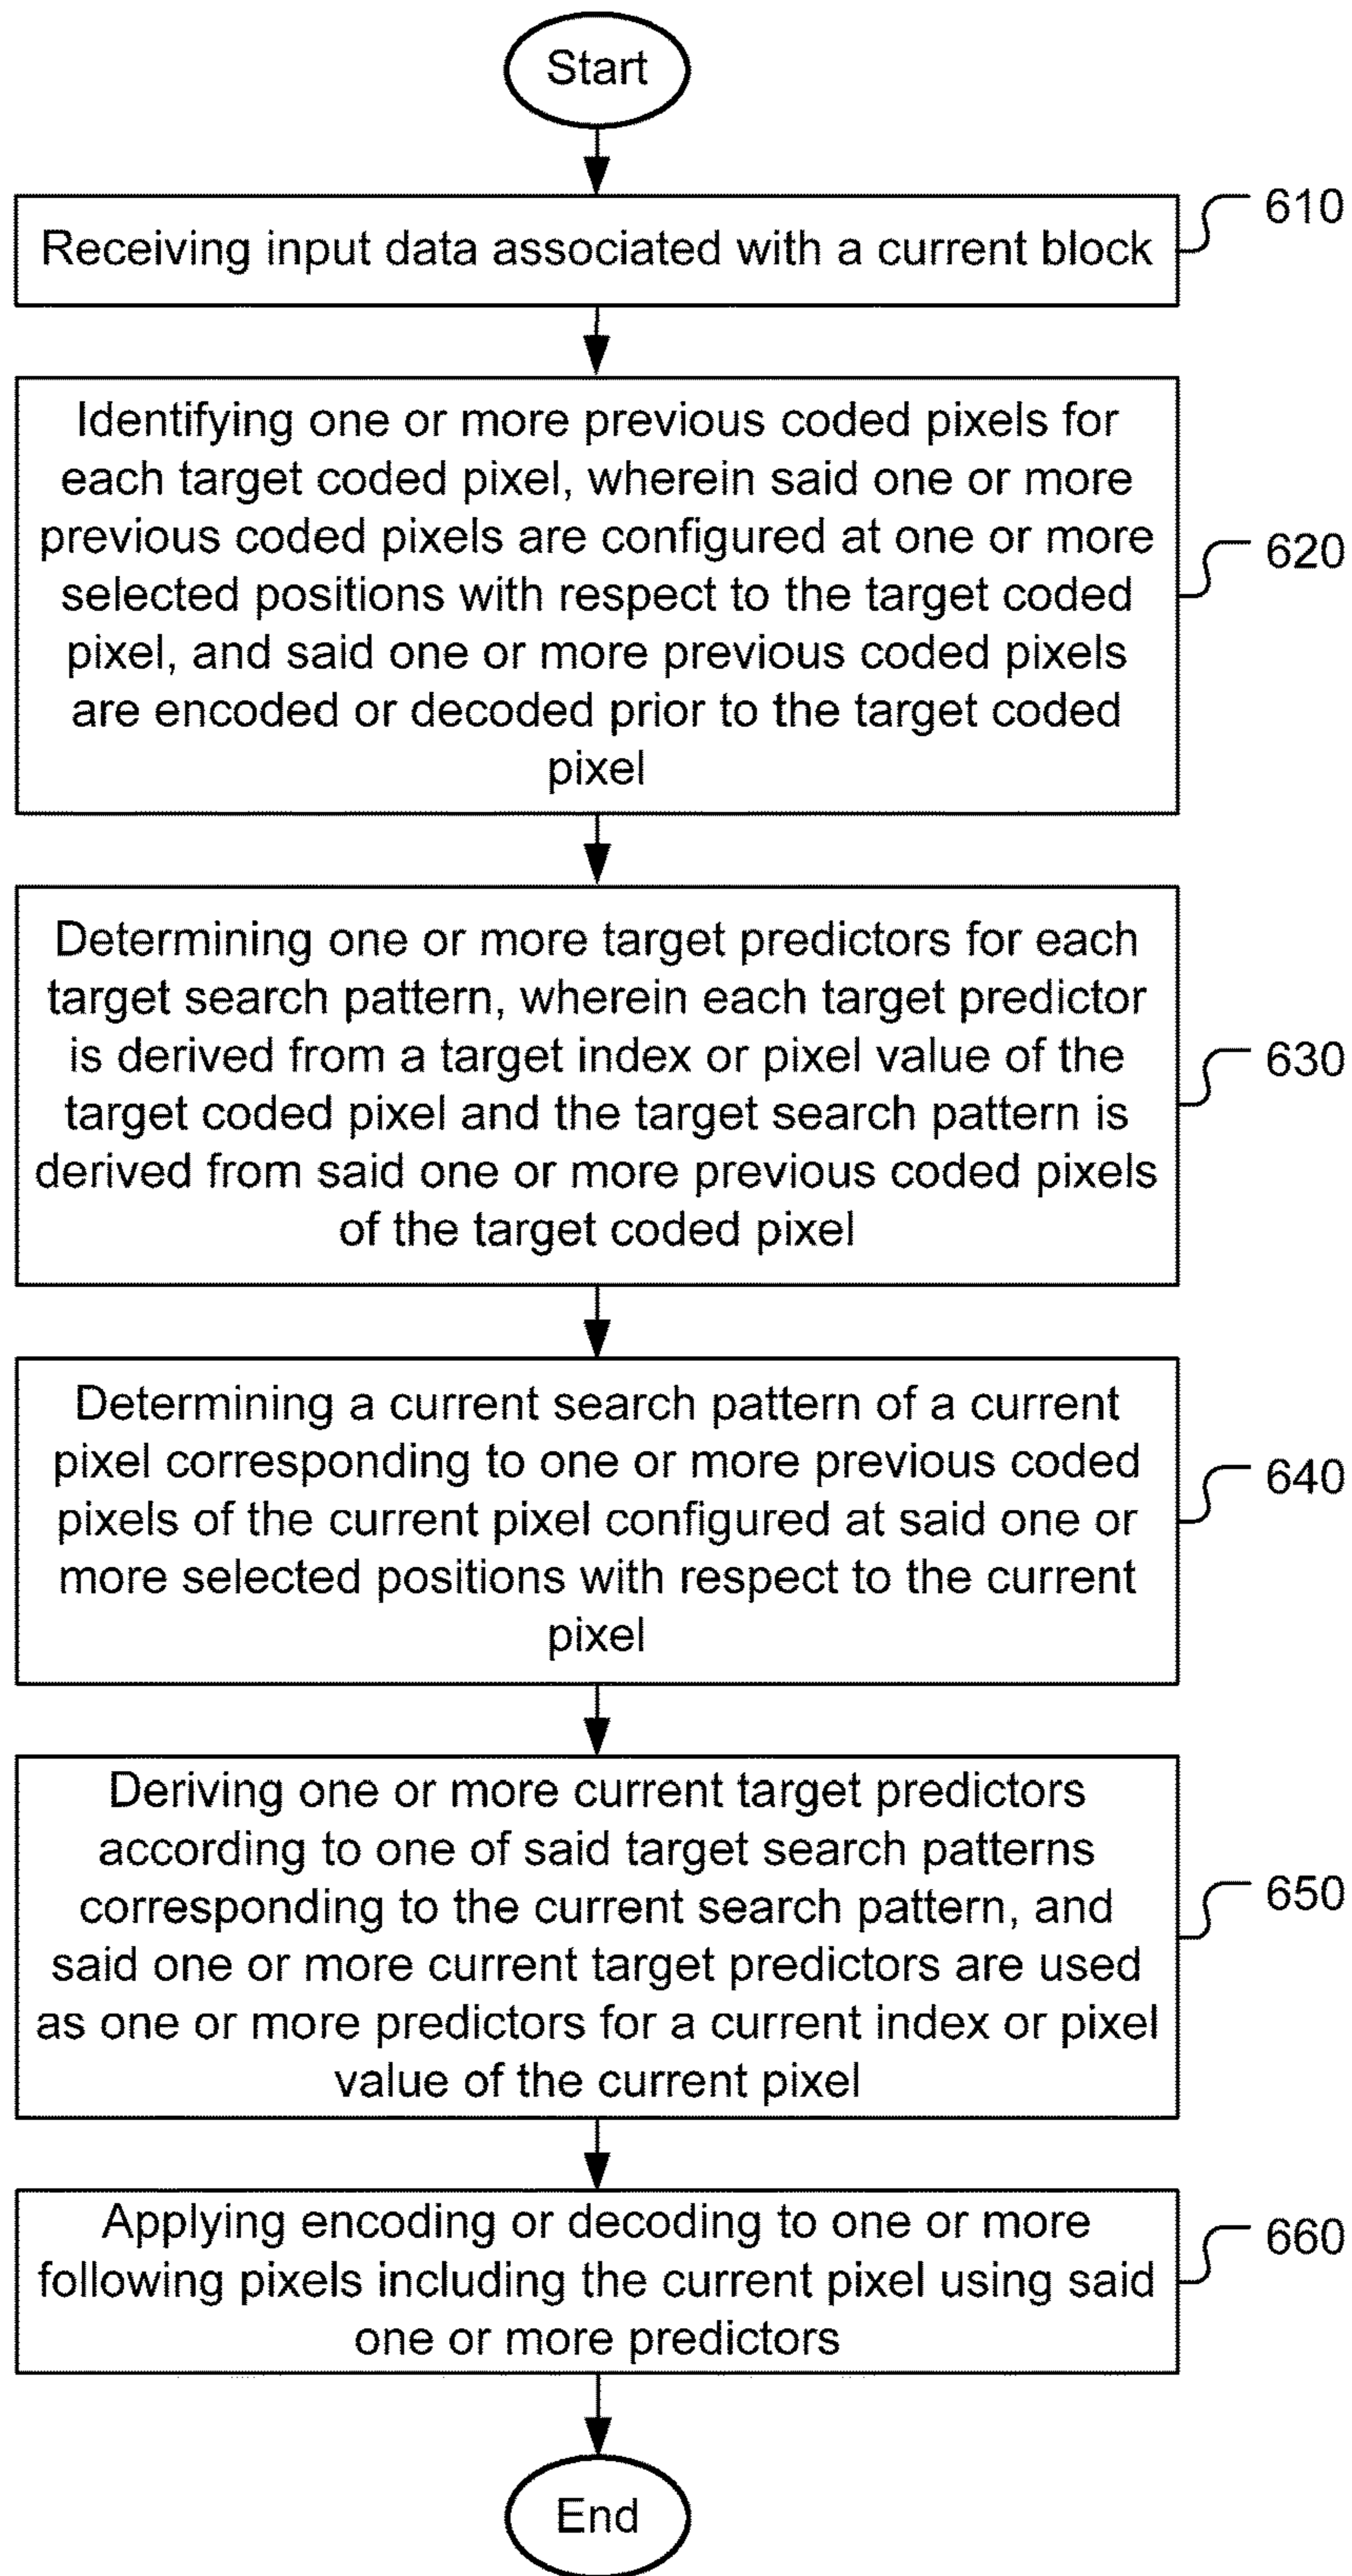 Start
610
Receiving input data associated with a current block
Identifying one or more previous coded pixels for
each target coded pixel, wherein said one or more
previous coded pixels are configured at one or more
620
selected positions with respect to the target coded
pixel, and said one or more previous coded pixels
are encoded or decoded prior to the target coded
pixel
Determining one or more target predictors for each
target search pattern, wherein each target predictor
is derived from a target index or pixel value of the
630
target coded pixel and the target search pattern is
derived from said one or more previous coded pixels
of the target coded pixel
Determining a current search pattern of a current
pixel corresponding to one or more previous coded
640
pixels of the current pixel configured at said one or
more selected positions with respect to the current
pixel
Deriving one or more current target predictors
according to one of said target search patterns
650
corresponding to the current search pattern, and
said one or more current target predictors are used
as one or more predictors for a current index or pixel
value of the current pixel
Applying encoding or decoding to one or more
660
following pixels including the current pixel using said
one or more predictors
End